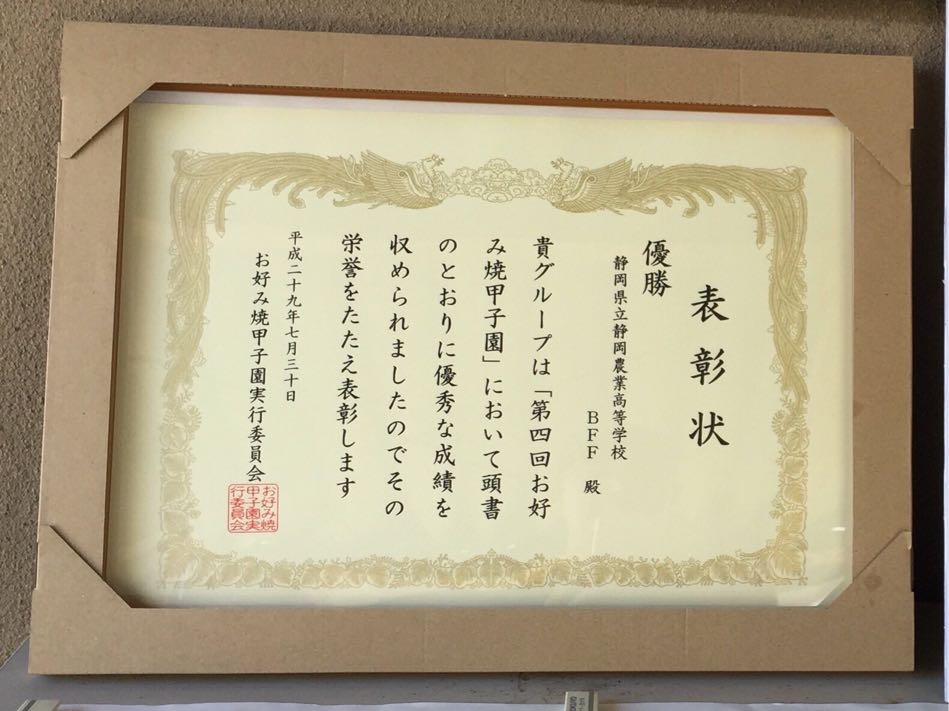 表彰状
優勝
静岡県立静岡農業高等学校
BFF 殿
貴グループは「第四回お好
み焼甲子園」において頭書
のとおりに優秀な成績を
収められましたのでその
栄誉をたたえ表彰します
平成二十九年七月三十日
お好み焼甲子園実行委員会
お好み焼
甲子園実
行委員会